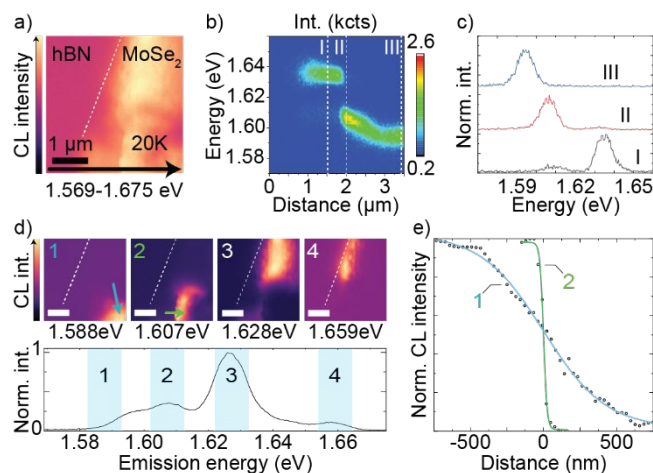 a)
hBN
MoSe2
CL intensity
1 µm
20K
1.569-1.675 eV
b)
Int. (kcts)
I
II
III
2.6
0.2
Energy (eV)
1.64
1.60
1.57
0
1
2
3
Distance (µm)
c)
Norm. int.
III
II
I
1.59
1.62
1.65
Energy (eV)
d)
CL int.
1
2
3
4
1.588eV
1.607eV
1.628eV
1.659eV
Norm. int.
1
0
1
2
3
4
1.58
1.60
1.62
1.64
1.66
Emission energy (eV)
e)
Norm. CL intensity
1
2
-500
0
500
Distance (nm)